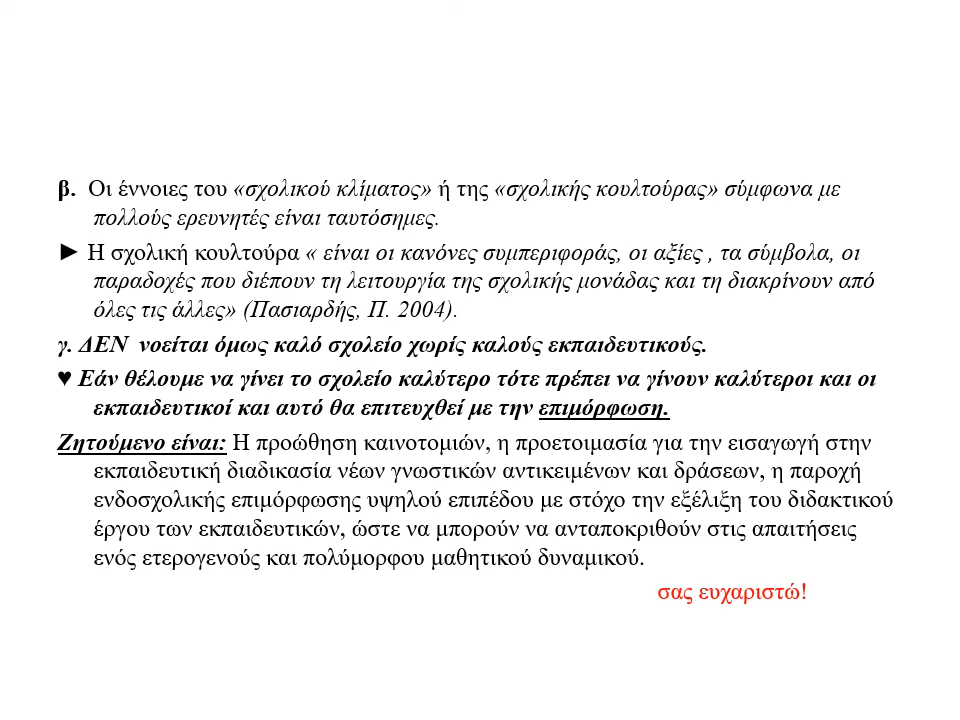 β. Οι έννοιες του «σχολικού κλίματος» ή της «σχολικής κουλτούρας» σύμφωνα με
πολλούς ερευνητές είναι ταυτόσημες.
► Η σχολική κουλτούρα « είναι οι κανόνες συμπεριφοράς, οι αξίες , τα σύμβολα, οι
παραδοχές που διέπουν τη λειτουργία της σχολικής μονάδας και τη διακρίνουν από
όλες τις άλλες» (Πασιαρδής, Π. 2004).
γ. ΔΕΝ νοείται όμως καλό σχολείο χωρίς καλούς εκπαιδευτικούς.
♥ Εάν θέλουμε να γίνει το σχολείο καλύτερο τότε πρέπει να γίνουν καλύτεροι και οι
εκπαιδευτικοί και αυτό θα επιτευχθεί με την επιμόρφωση.
Ζητούμενο είναι: Η προώθηση καινοτομιών, η προετοιμασία για την εισαγωγή στην
εκπαιδευτική διαδικασία νέων γνωστικών αντικειμένων και δράσεων, η παροχή
ενδοσχολικής επιμόρφωσης υψηλού επιπέδου με στόχο την εξέλιξη του διδακτικού
έργου των εκπαιδευτικών, ώστε να μπορούν να ανταποκριθούν στις απαιτήσεις
ενός ετερογενούς και πολύμορφου μαθητικού δυναμικού.
σας ευχαριστώ!